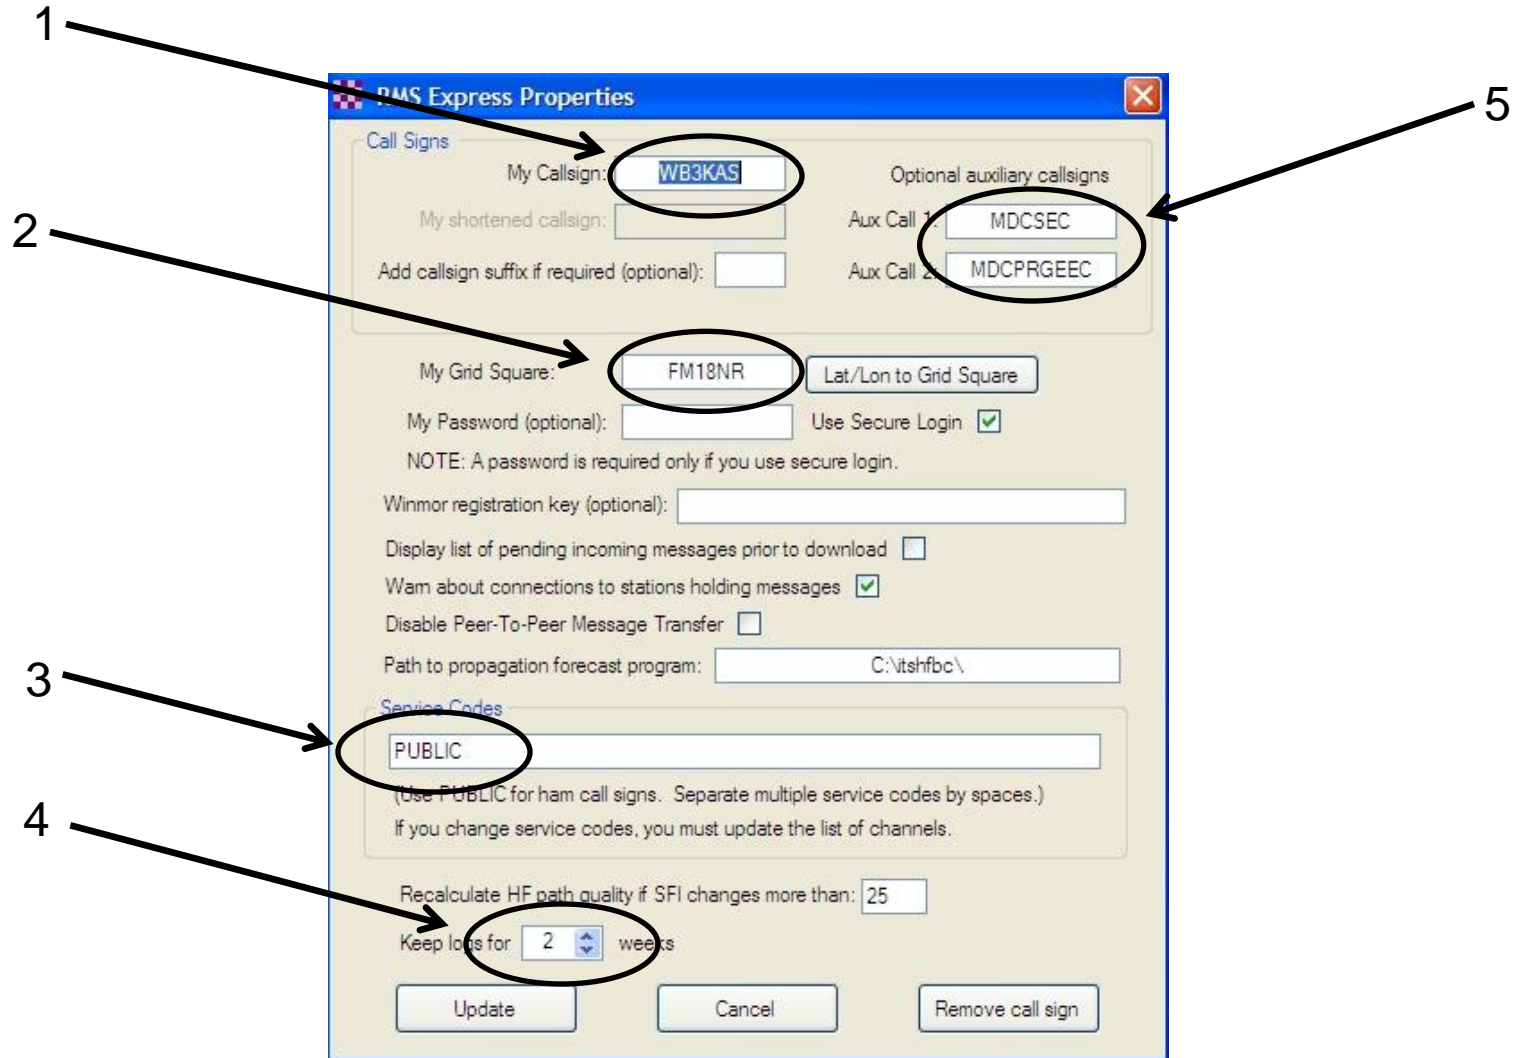 1
RMS Express Properties
5
Call Signs
My Callsign: WB3KAS Optional auxiliary callsigns
2
My shortened callsign: Aux Call 1: MDCSEC
Add callsign suffix if required (optional): Aux Call 2: MDCPRGEEC
My Grid Square: FM18NR Lat/Lon to Grid Square
My Password (optional): Use Secure Login
NOTE: A password is required only if you use secure login.
Winmor registration key (optional):
Display list of pending incoming messages prior to download
Warn about connections to stations holding messages
Disable Peer-To-Peer Message Transfer
3
Path to propagation forecast program: C:\itshfbc\
Service Codes
PUBLIC
(Use PUBLIC for ham call signs. Separate multiple service codes by spaces.)
4
If you change service codes, you must update the list of channels.
Recalculate HF path quality if SFI changes more than: 25
Keep logs for 2 weeks
Update Cancel Remove call sign